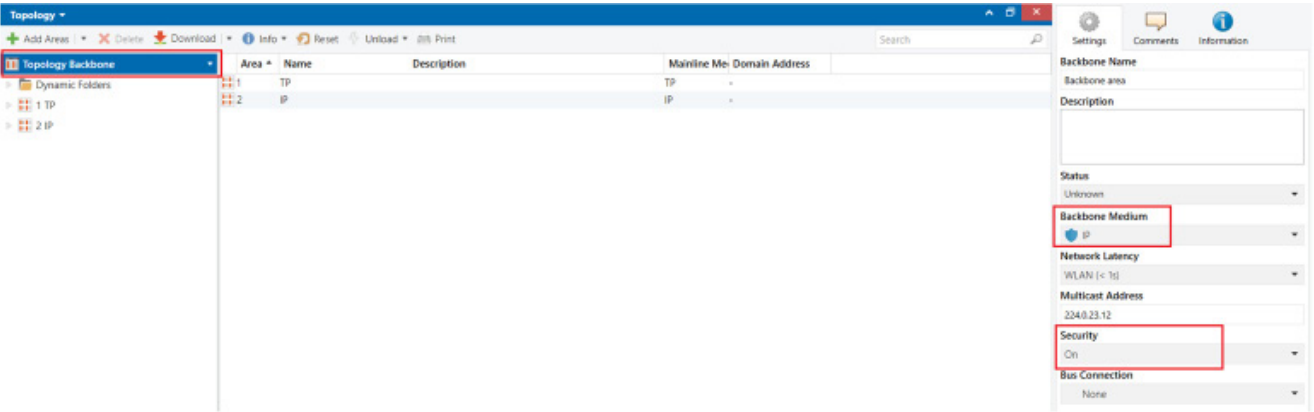 Topology
Add Areas Delete Download Info Reset Unload Print
Search
Topology Backbone
Dynamic Folders
1 TP
2 IP
Area Name Description Mainline Med Domain Address
1 TP TP -
2 IP IP -
Settings Comments Information
Backbone Name
Backbone area
Description
Status
Unknown
Backbone Medium
IP
Network Latency
WLAN (< 1s)
Multicast Address
224.0.23.12
Security
On
Bus Connection
None